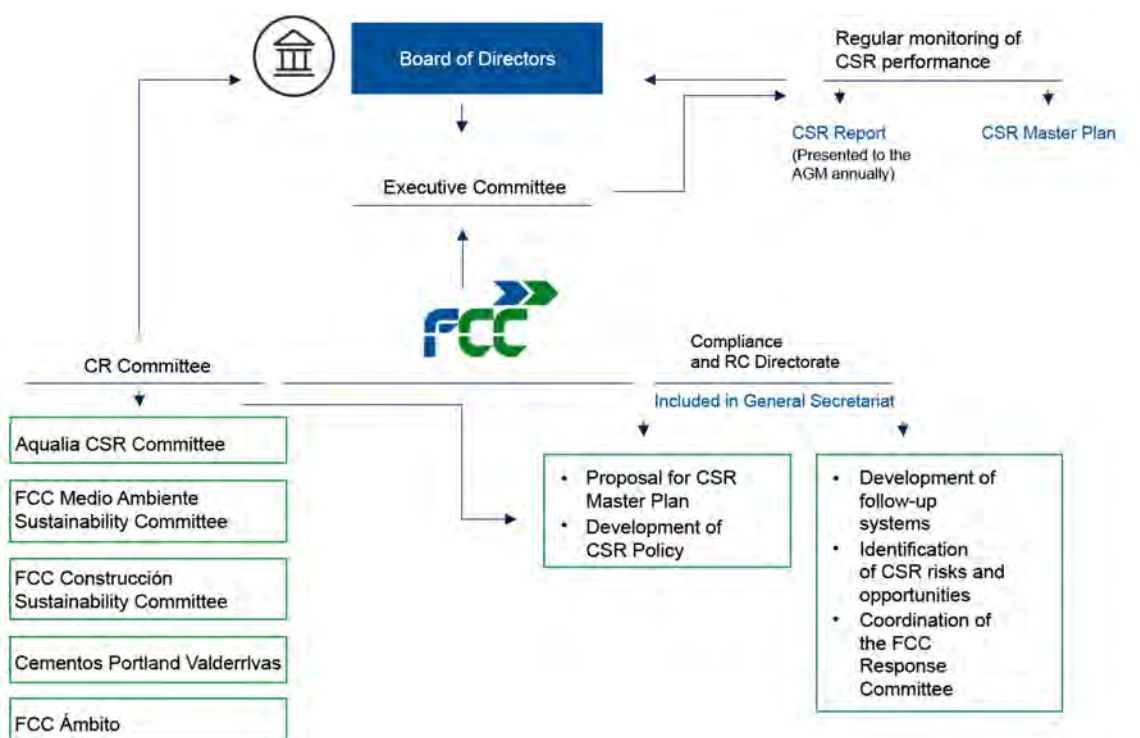 Board of Directors
Regular monitoring of
CSR performance
CSR Report
(Presented to the
AGM annually)
CSR Master Plan
Executive Committee
FCC
CR Committee
Compliance
and RC Directorate
Included in General Secretariat
Aqualia CSR Committee
FCC Medio Ambiente
Sustainability Committee
FCC Construcción
Sustainability Committee
Cementos Portland Valderrivas
FCC Ámbito
• Proposal for CSR
Master Plan
• Development of
CSR Policy
• Development of
follow-up
systems
• Identification
of CSR risks and
opportunities
• Coordination of
the FCC
Response
Committee